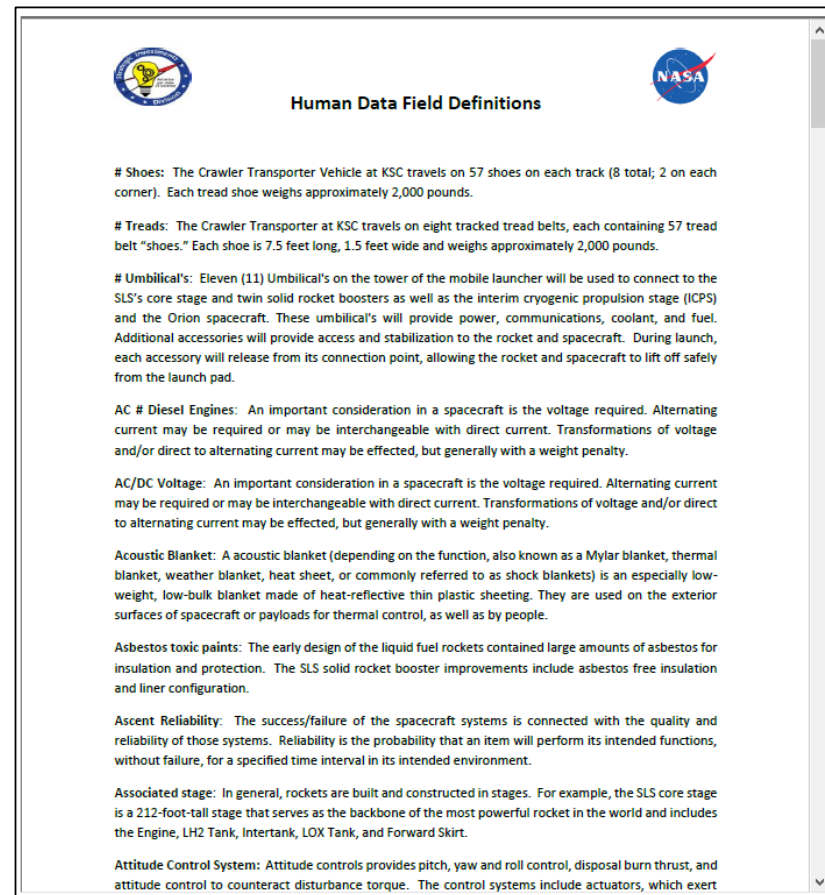 Strategic Investments
Division
NASA
Human Data Field Definitions
# Shoes: The Crawler Transporter Vehicle at KSC travels on 57 shoes on each track (8 total; 2 on each
corner). Each tread shoe weighs approximately 2,000 pounds.
# Treads: The Crawler Transporter at KSC travels on eight tracked tread belts, each containing 57 tread
belt “shoes.” Each shoe is 7.5 feet long, 1.5 feet wide and weighs approximately 2,000 pounds.
# Umbilical's: Eleven (11) Umbilical's on the tower of the mobile launcher will be used to connect to the
SLS’s core stage and twin solid rocket boosters as well as the interim cryogenic propulsion stage (ICPS)
and the Orion spacecraft. These umbilical's will provide power, communications, coolant, and fuel.
Additional accessories will provide access and stabilization to the rocket and spacecraft. During launch,
each accessory will release from its connection point, allowing the rocket and spacecraft to lift off safely
from the launch pad.
AC # Diesel Engines: An important consideration in a spacecraft is the voltage required. Alternating
current may be required or may be interchangeable with direct current. Transformations of voltage
and/or direct to alternating current may be effected, but generally with a weight penalty.
AC/DC Voltage: An important consideration in a spacecraft is the voltage required. Alternating current
may be required or may be interchangeable with direct current. Transformations of voltage and/or direct
to alternating current may be effected, but generally with a weight penalty.
Acoustic Blanket: A acoustic blanket (depending on the function, also known as a Mylar blanket, thermal
blanket, weather blanket, heat sheet, or commonly referred to as shock blankets) is an especially low-
weight, low-bulk blanket made of heat-reflective thin plastic sheeting. They are used on the exterior
surfaces of spacecraft or payloads for thermal control, as well as by people.
Asbestos toxic paints: The early design of the liquid fuel rockets contained large amounts of asbestos for
insulation and protection. The SLS solid rocket booster improvements include asbestos free insulation
and liner configuration.
Ascent Reliability: The success/failure of the spacecraft systems is connected with the quality and
reliability of those systems. Reliability is the probability that an item will perform its intended functions,
without failure, for a specified time interval in its intended environment.
Associated stage: In general, rockets are built and constructed in stages. For example, the SLS core stage
is a 212-foot-tall stage that serves as the backbone of the most powerful rocket in the world and includes
the Engine, LH2 Tank, Intertank, LOX Tank, and Forward Skirt.
Attitude Control System: Attitude controls provides pitch, yaw and roll control, disposal burn thrust, and
attitude control to counteract disturbance torque. The control systems include actuators, which exert